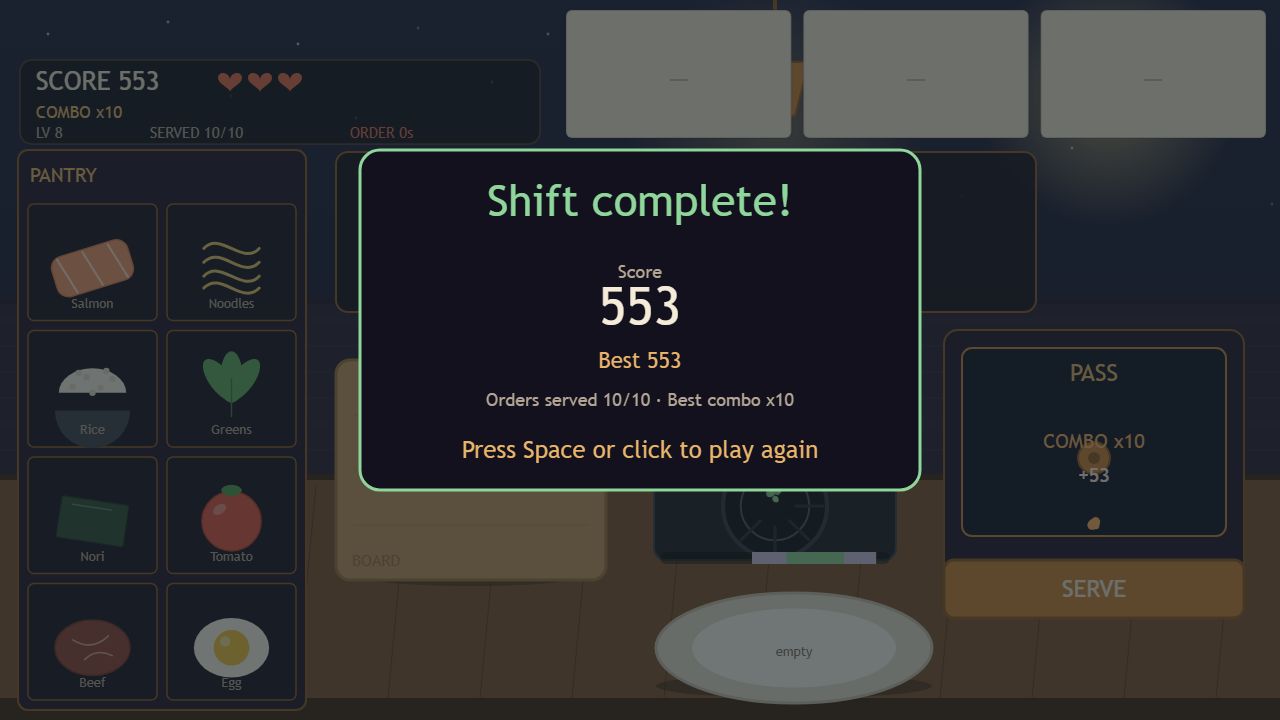 SCORE 553
COMBO x10
LV 8 SERVED 10/10 ORDER 0s
—
—
—
PANTRY
Salmon
Noodles
Rice
Greens
Nori
Tomato
Beef
Egg
Shift complete!
Score
553
Best 553
Orders served 10/10 · Best combo x10
Press Space or click to play again
BOARD
empty
PASS
COMBO x10
+53
SERVE